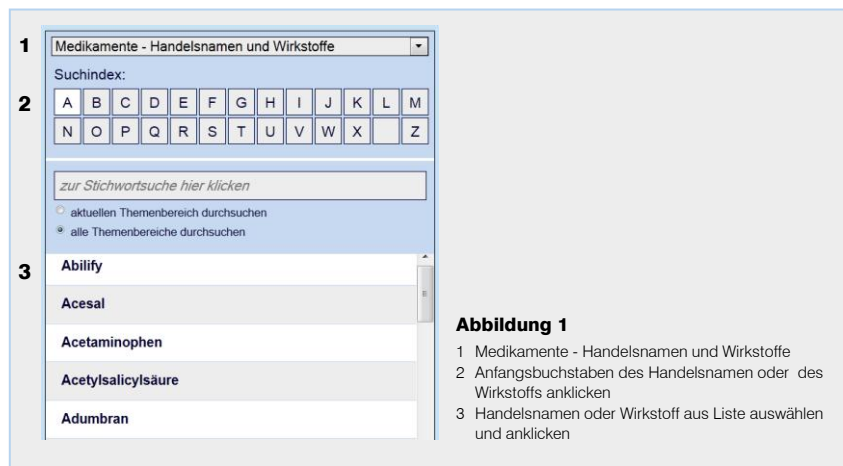 1
Medikamente - Handelsnamen und Wirkstoffe
Suchindex:
2
A B C D E F G H I J K L M
N O P Q R S T U V W X Z
zur Stichwortsuche hier klicken
aktuellen Themenbereich durchsuchen
alle Themenbereiche durchsuchen
3
Abilify
Acesal
Acetaminophen
Acetylsalicylsäure
Adumbran
Abbildung 1
1 Medikamente - Handelsnamen und Wirkstoffe
2 Anfangsbuchstaben des Handelsnamen oder des
Wirkstoffs anklicken
3 Handelsnamen oder Wirkstoff aus Liste auswählen
und anklicken